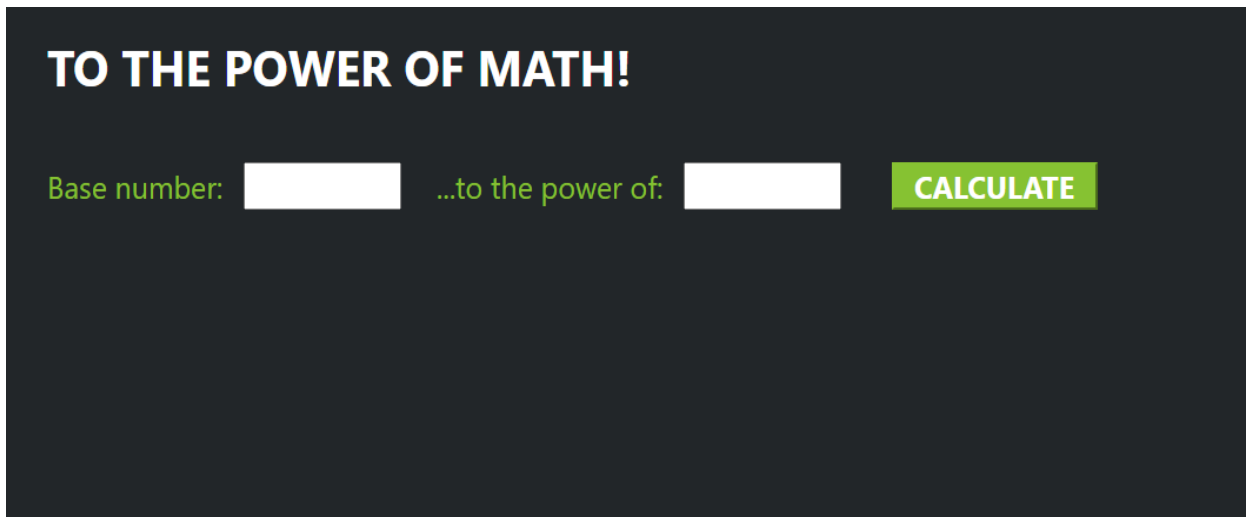 TO THE POWER OF MATH!
Base number: ...to the power of: CALCULATE